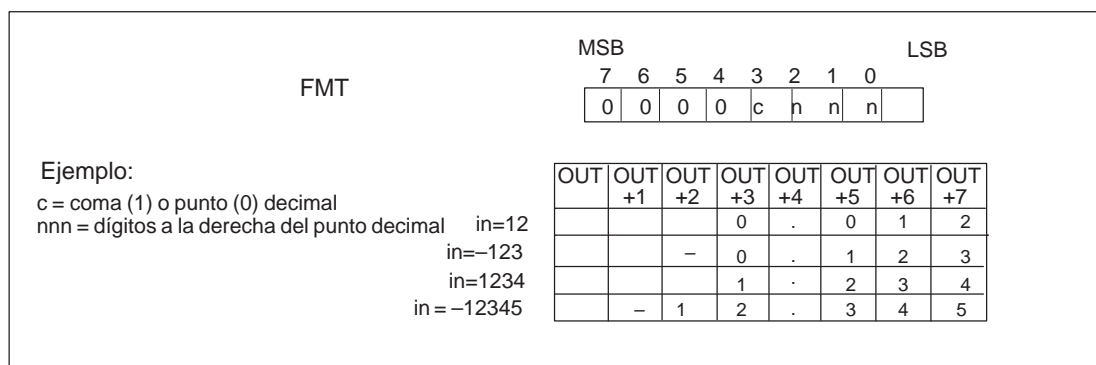 MSB LSB
FMT
7 6 5 4 3 2 1 0
0 0 0 0 c n n n
Ejemplo:
c = coma (1) o punto (0) decimal
nnn = dígitos a la derecha del punto decimal
OUT OUT OUT OUT OUT OUT OUT OUT
+1 +2 +3 +4 +5 +6 +7
in=12 0 . 0 1 2
in=–123 – 0 . 1 2 3
in=1234 1 . 2 3 4
in = –12345 – 1 2 . 3 4 5